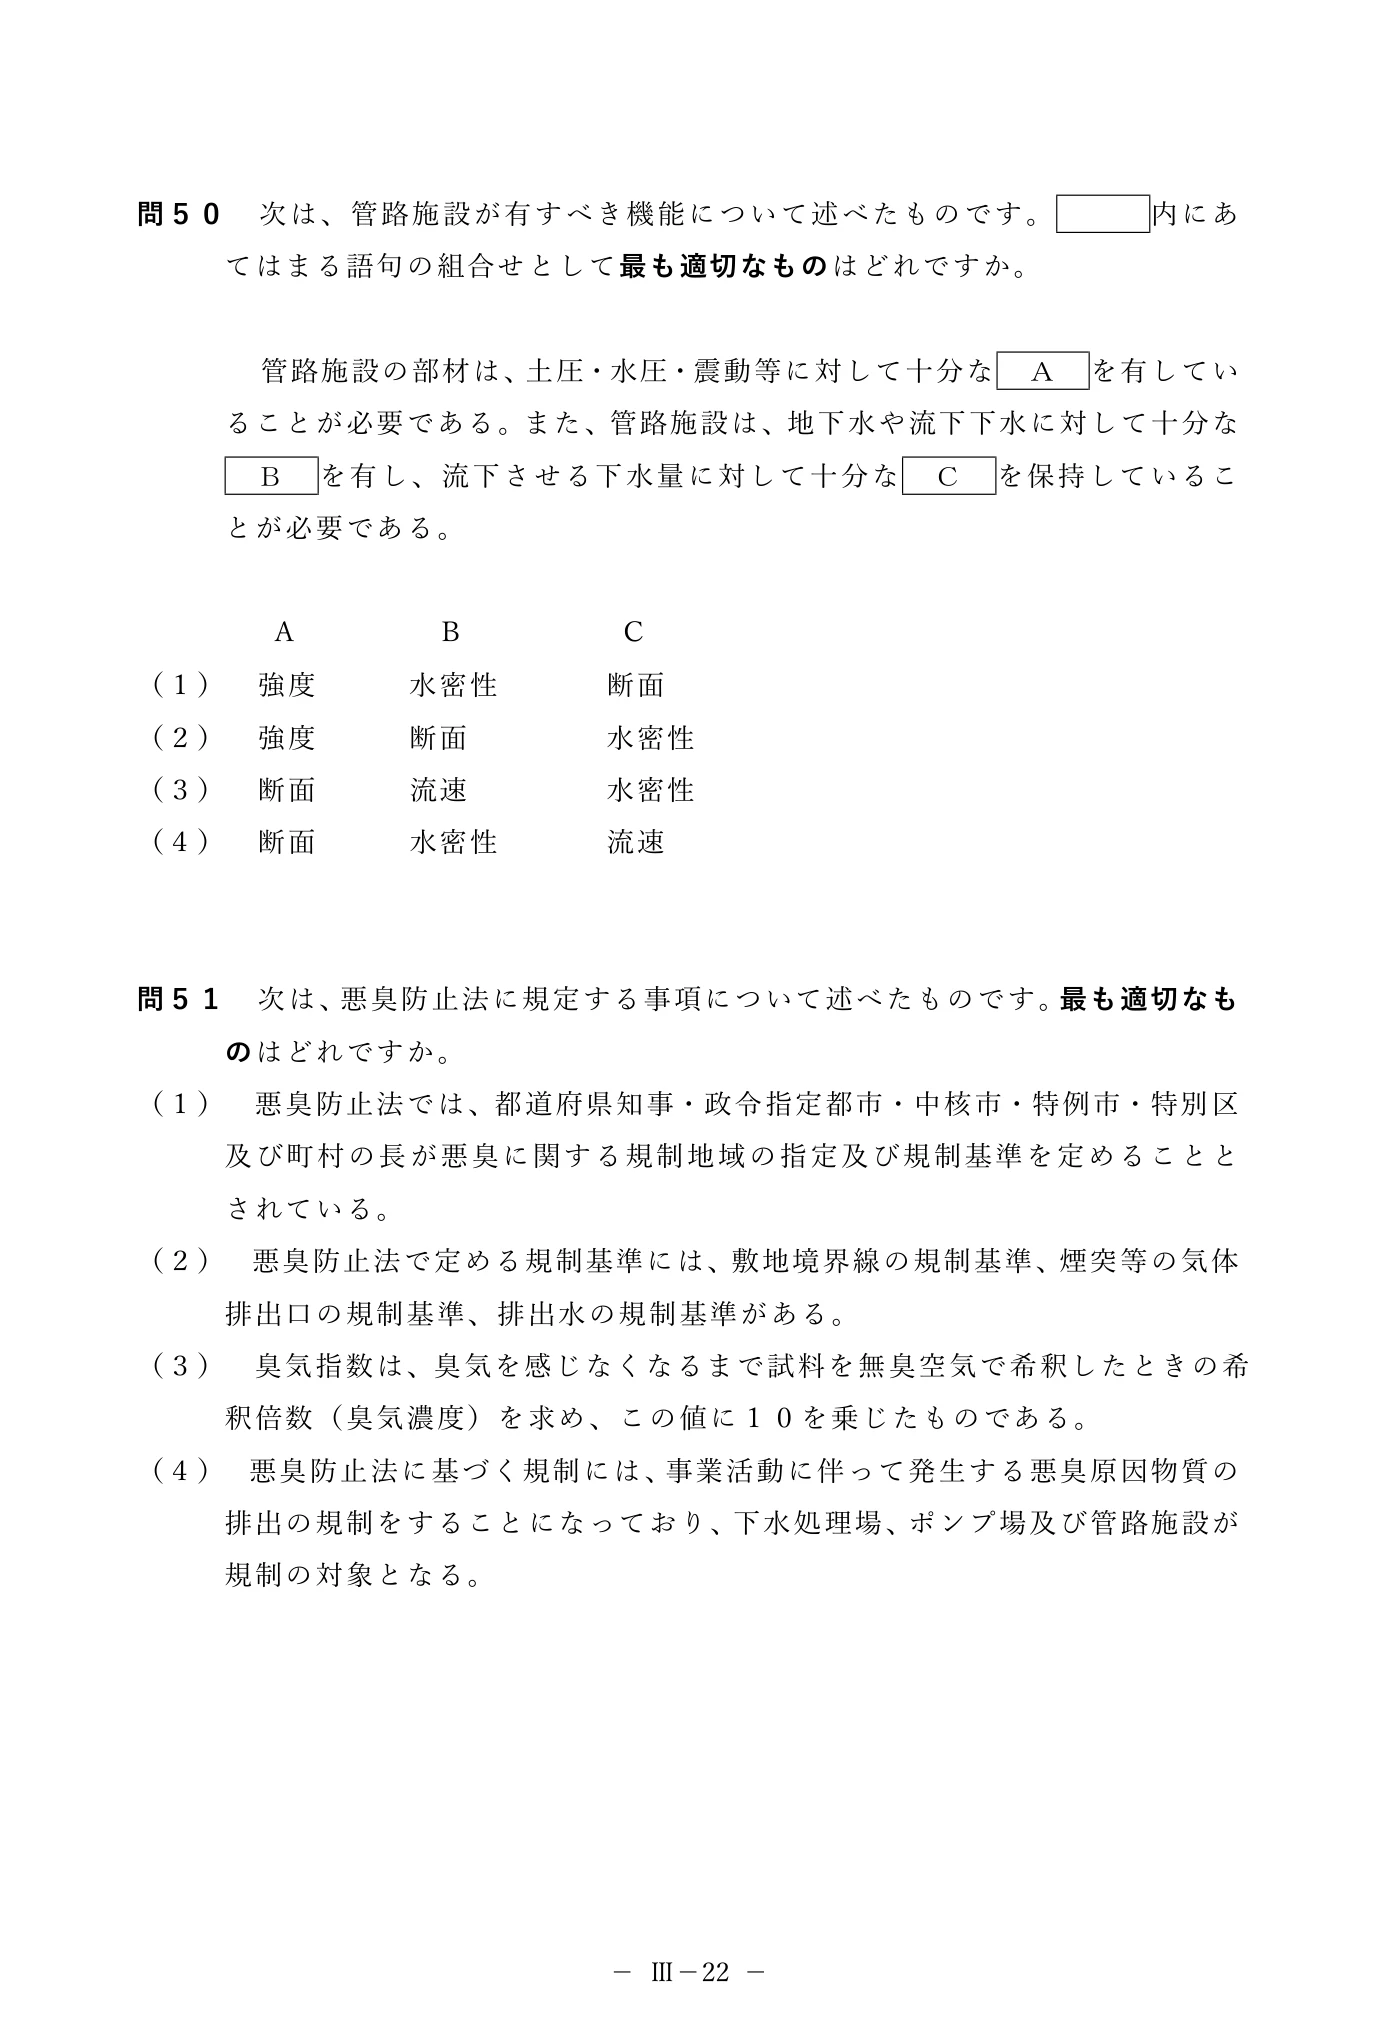 問５０　次は、管路施設が有すべき機能について述べたものです。　　　内にあ
てはまる語句の組合せとして最も適切なものはどれですか。
管路施設の部材は、土圧・水圧・震動等に対して十分な　A　を有してい
ることが必要である。また、管路施設は、地下水や流下下水に対して十分な
B　を有し、流下させる下水量に対して十分な　C　を保持しているこ
とが必要である。
A　B　C
（１）　強度　水密性　断面
（２）　強度　断面　水密性
（３）　断面　流速　水密性
（４）　断面　水密性　流速
問５１　次は、悪臭防止法に規定する事項について述べたものです。最も適切なも
のはどれですか。
（１）　悪臭防止法では、都道府県知事・政令指定都市・中核市・特例市・特別区
及び町村の長が悪臭に関する規制地域の指定及び規制基準を定めることと
されている。
（２）　悪臭防止法で定める規制基準には、敷地境界線の規制基準、煙突等の気体
排出口の規制基準、排出水の規制基準がある。
（３）　臭気指数は、臭気を感じなくなるまで試料を無臭空気で希釈したときの希
釈倍数（臭気濃度）を求め、この値に１０を乗じたものである。
（４）　悪臭防止法に基づく規制には、事業活動に伴って発生する悪臭原因物質の
排出の規制をすることになっており、下水処理場、ポンプ場及び管路施設が
規制の対象となる。
－ Ⅲ－22 －